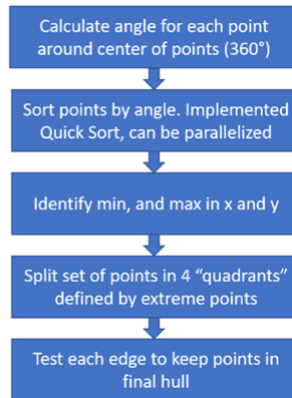 Calculate angle for each point
around center of points (360°)
Sort points by angle. Implemented
Quick Sort, can be parallelized
Identify min, and max in x and y
Split set of points in 4 “quadrants”
defined by extreme points
Test each edge to keep points in
final hull